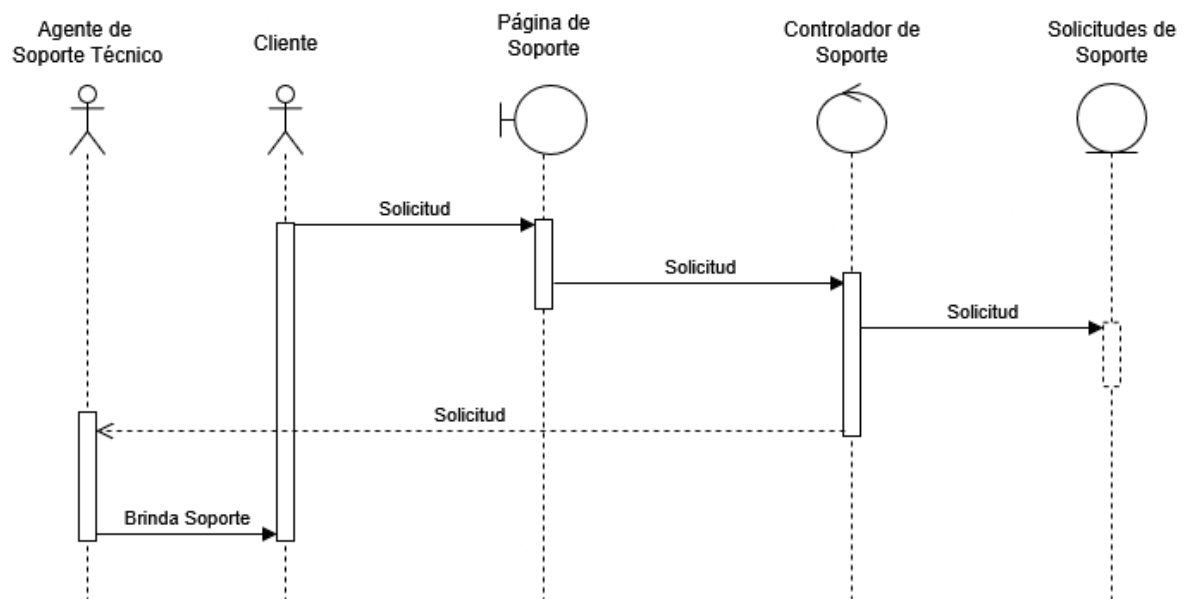 Agente de
Soporte Técnico
Cliente
Página de
Soporte
Controlador de
Soporte
Solicitudes de
Soporte
Solicitud
Solicitud
Solicitud
Solicitud
Brinda Soporte